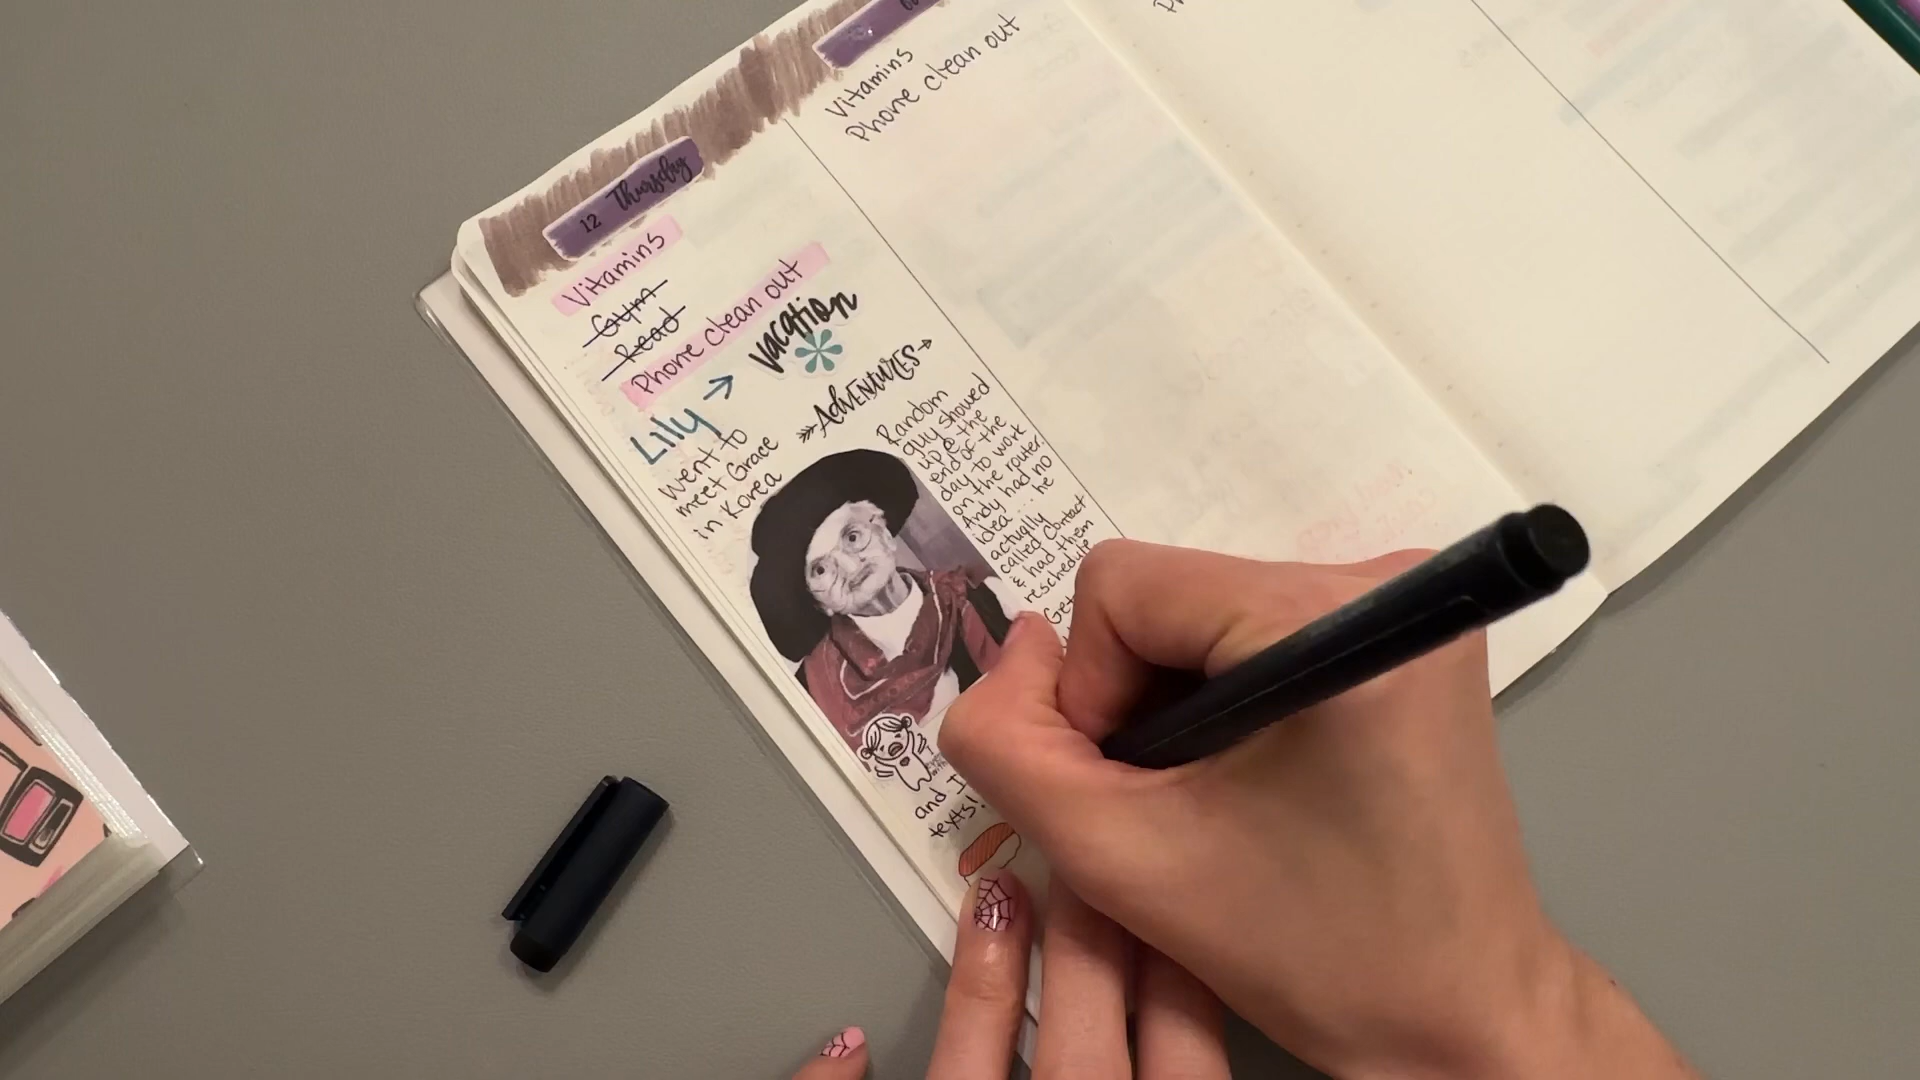 12 Thursday
Vitamins
Gym
Read
Phone clean out
Lily →
vacation
AdVENTURES
went to
meet Grace
in Korea
Random
guy showed
up @ the
end of the
day to work
on the router.
Andy had no
idea... he
actually
called Contact
& had them
reschedule
Get
and I
texts!
Vitamins
Phone clean out